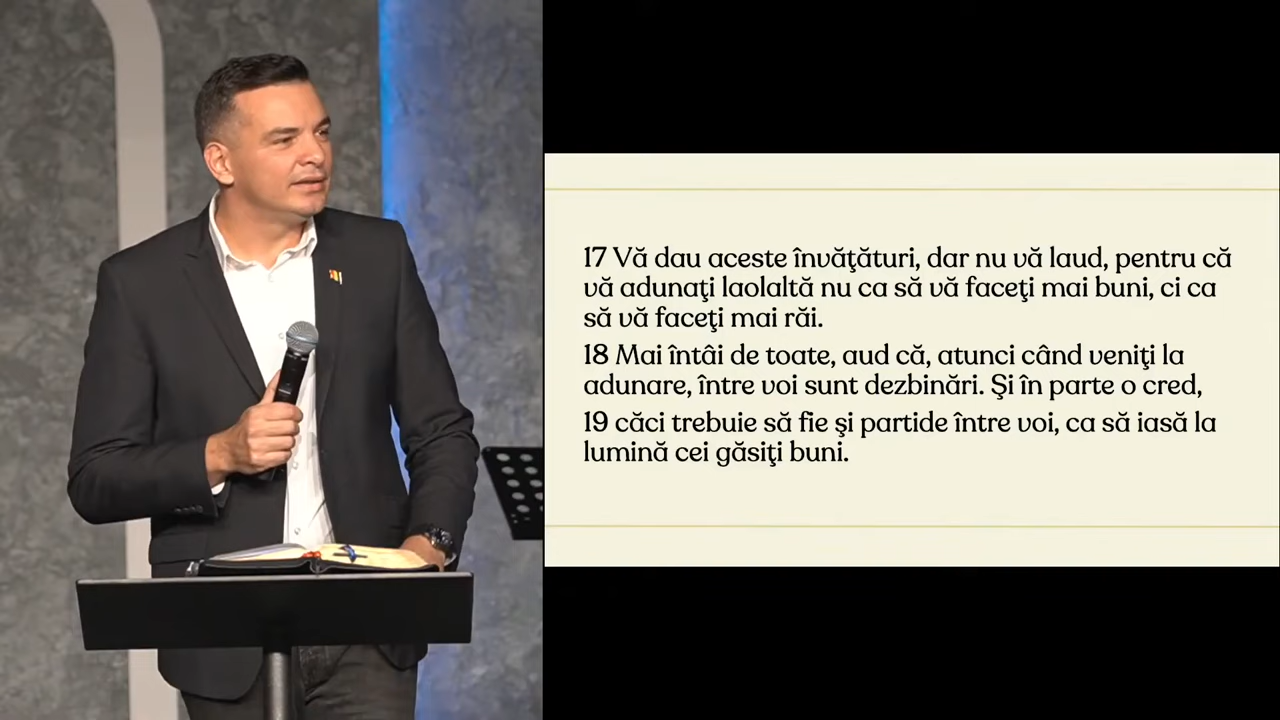 17 Vă dau aceste învăţături, dar nu vă laud, pentru că
vă adunaţi laolaltă nu ca să vă faceţi mai buni, ci ca
să vă faceţi mai răi.
18 Mai întâi de toate, aud că, atunci când veniţi la
adunare, între voi sunt dezbinări. Şi în parte o cred,
19 căci trebuie să fie şi partide între voi, ca să iasă la
lumină cei găsiţi buni.